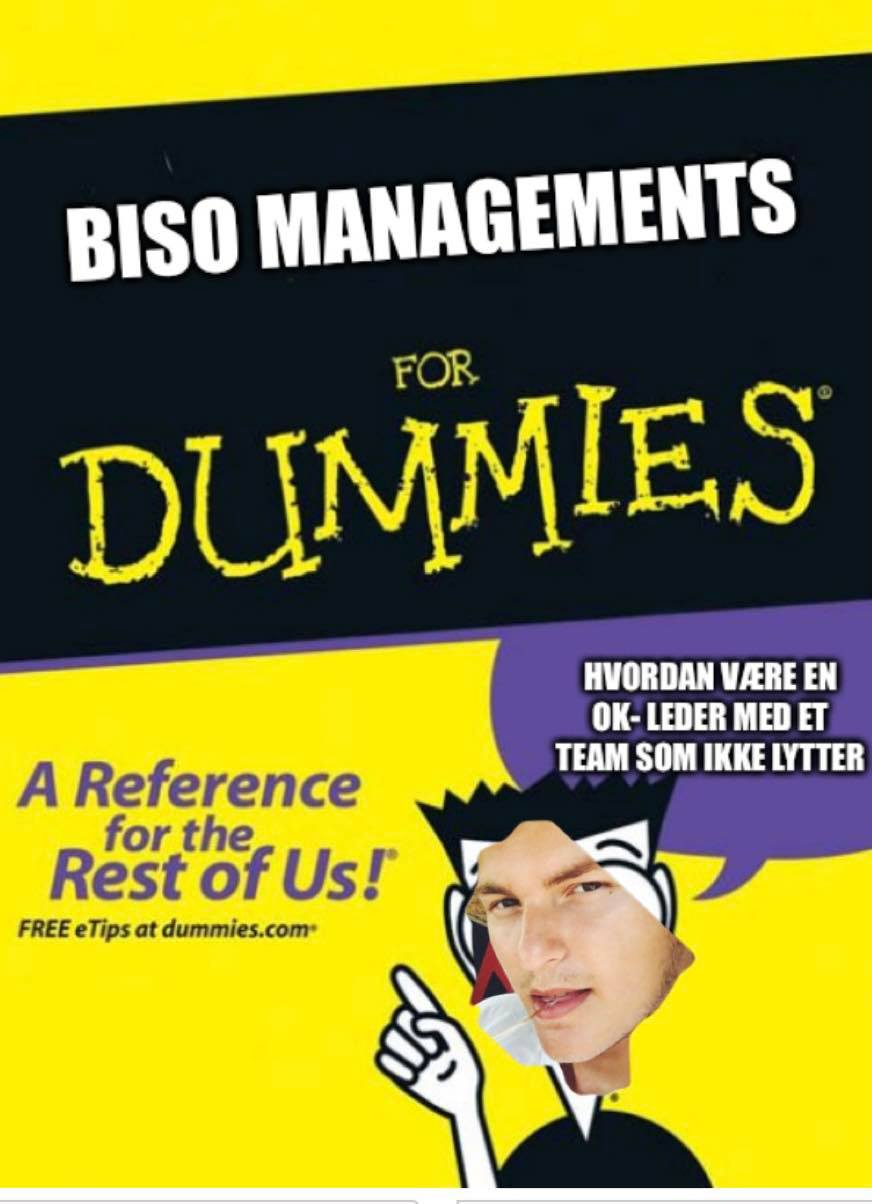 BISO MANAGEMENTS
FOR
DUMMIES®
HVORDAN VÆRE EN
OK- LEDER MED ET
TEAM SOM IKKE LYTTER
A Reference
for the
Rest of Us!®
FREE eTips at dummies.com®